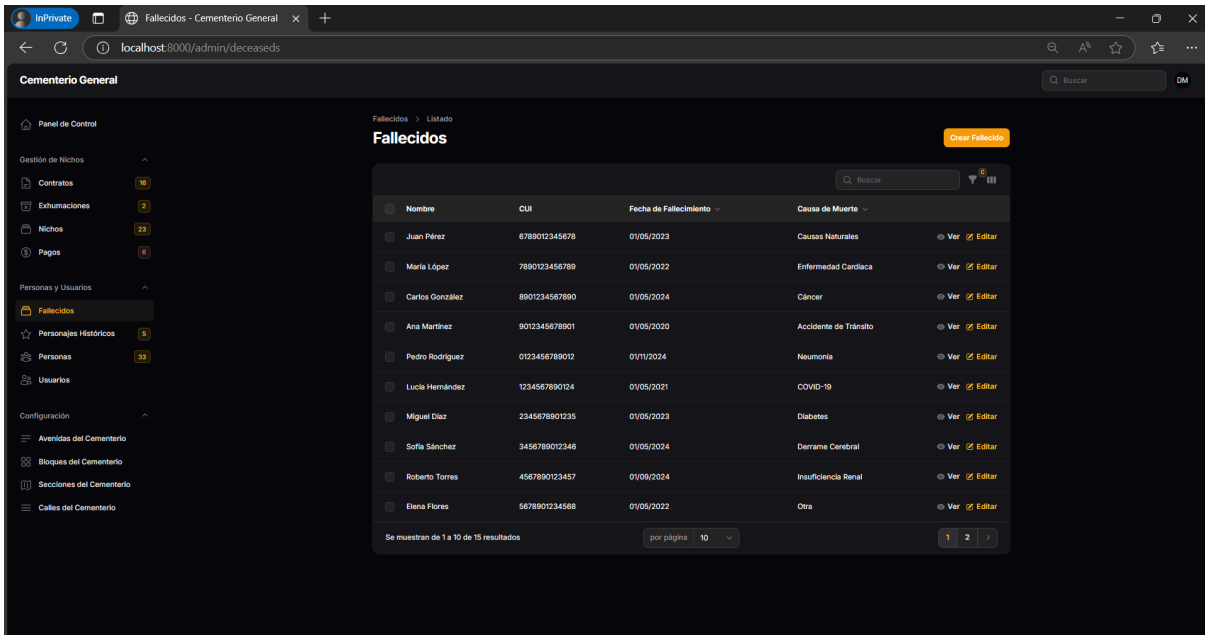 InPrivate
Fallecidos - Cementerio General
localhost:8000/admin/deceaseds
Cementerio General
Buscar
DM
Panel de Control
Gestión de Nichos
Contratos 16
Exhumaciones 2
Nichos 23
Pagos 6
Personas y Usuarios
Fallecidos
Personajes Históricos 5
Personas 33
Usuarios
Configuración
Avenidas del Cementerio
Bloques del Cementerio
Secciones del Cementerio
Calles del Cementerio
Fallecidos > Listado
Fallecidos
Crear Fallecido
Buscar
0
Nombre CUI Fecha de Fallecimiento Causa de Muerte
Juan Pérez 6789012345678 01/05/2023 Causas Naturales Ver Editar
María López 7890123456789 01/05/2022 Enfermedad Cardíaca Ver Editar
Carlos González 8901234567890 01/05/2024 Cáncer Ver Editar
Ana Martínez 9012345678901 01/05/2020 Accidente de Tránsito Ver Editar
Pedro Rodríguez 0123456789012 01/11/2024 Neumonía Ver Editar
Lucía Hernández 1234567890124 01/05/2021 COVID-19 Ver Editar
Miguel Díaz 2345678901235 01/05/2023 Diabetes Ver Editar
Sofía Sánchez 3456789012346 01/05/2024 Derrame Cerebral Ver Editar
Roberto Torres 4567890123457 01/09/2024 Insuficiencia Renal Ver Editar
Elena Flores 5678901234568 01/05/2022 Otra Ver Editar
Se muestran de 1 a 10 de 15 resultados
por página 10
1 2